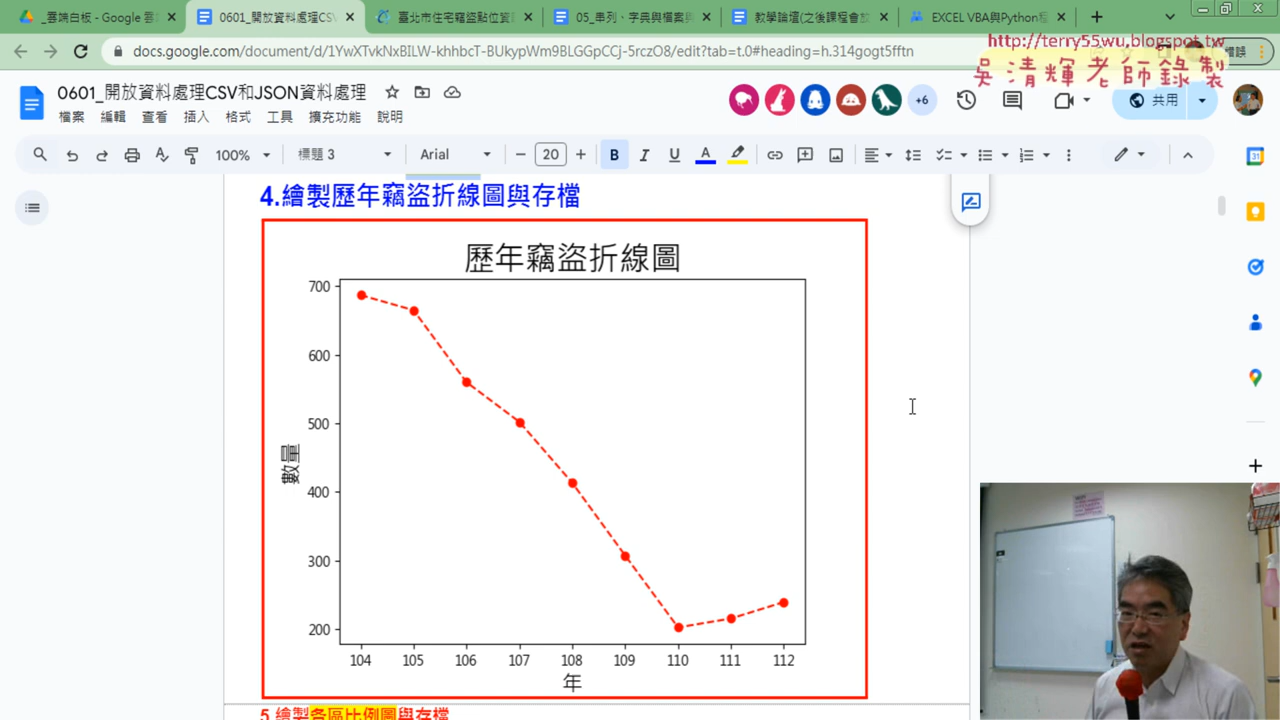 _雲端白板 - Google 雲
0601_開放資料處理CSV
臺北市住宅竊盜點位資
05_串列、字典與檔案
教學論壇(之後課程會放
EXCEL VBA與Python程
docs.google.com/document/d/1YwXTvkNxBILW-khhbcT-BUkypWm9BLGGpCCj-5rczO8/edit?tab=t.0#heading=h.314gogt5fftn
http://terry55wu.blogspot.tw
吳清輝老師錄製
0601_開放資料處理CSV和JSON資料處理
檔案 編輯 查看 插入 格式 工具 擴充功能 說明
+6
共用
100% 標題 3 Arial 20 B I U A
4.繪製歷年竊盜折線圖與存檔
歷年竊盜折線圖
700
600
500
400
300
200
數量
104 105 106 107 108 109 110 111 112
年
5.繪製各區比例圖與存檔